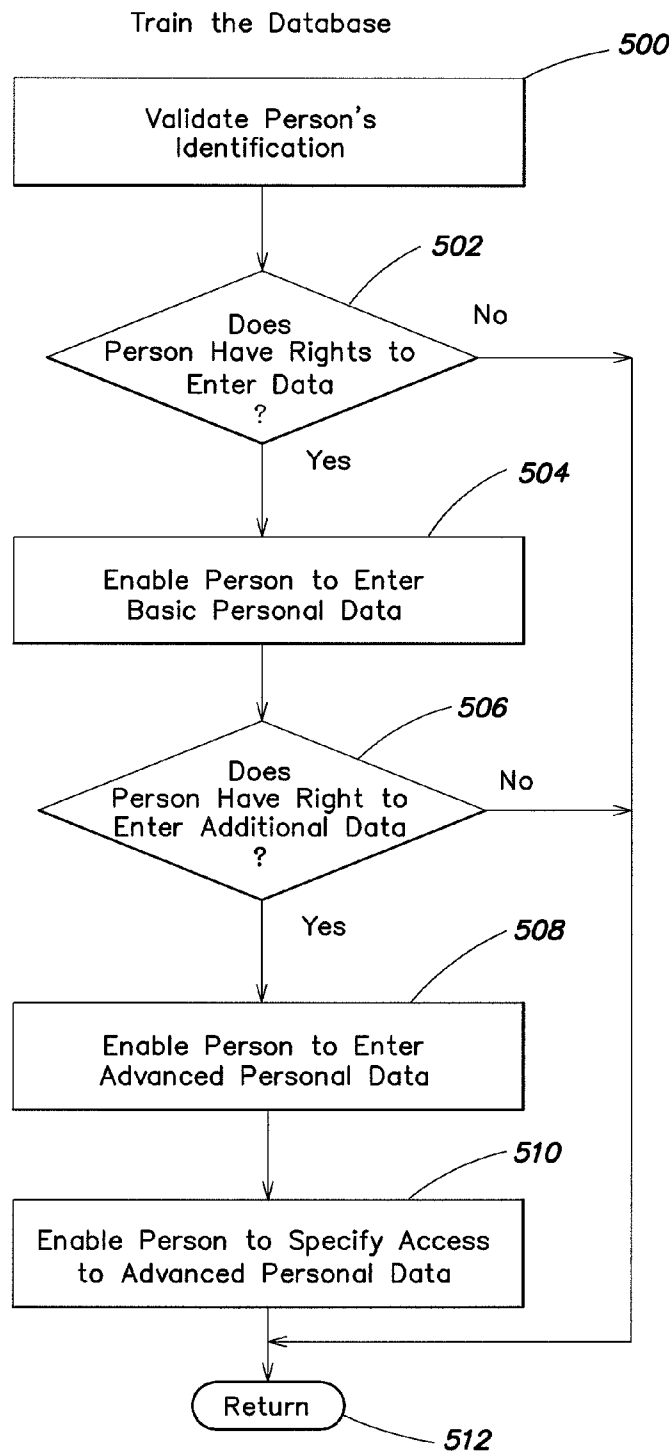 Train the Database
500
Validate Person's
Identification
502
Does
Person Have Rights to
Enter Data
?
No
Yes
504
Enable Person to Enter
Basic Personal Data
506
Does
Person Have Right to
Enter Additional Data
?
No
Yes
508
Enable Person to Enter
Advanced Personal Data
510
Enable Person to Specify Access
to Advanced Personal Data
Return
512